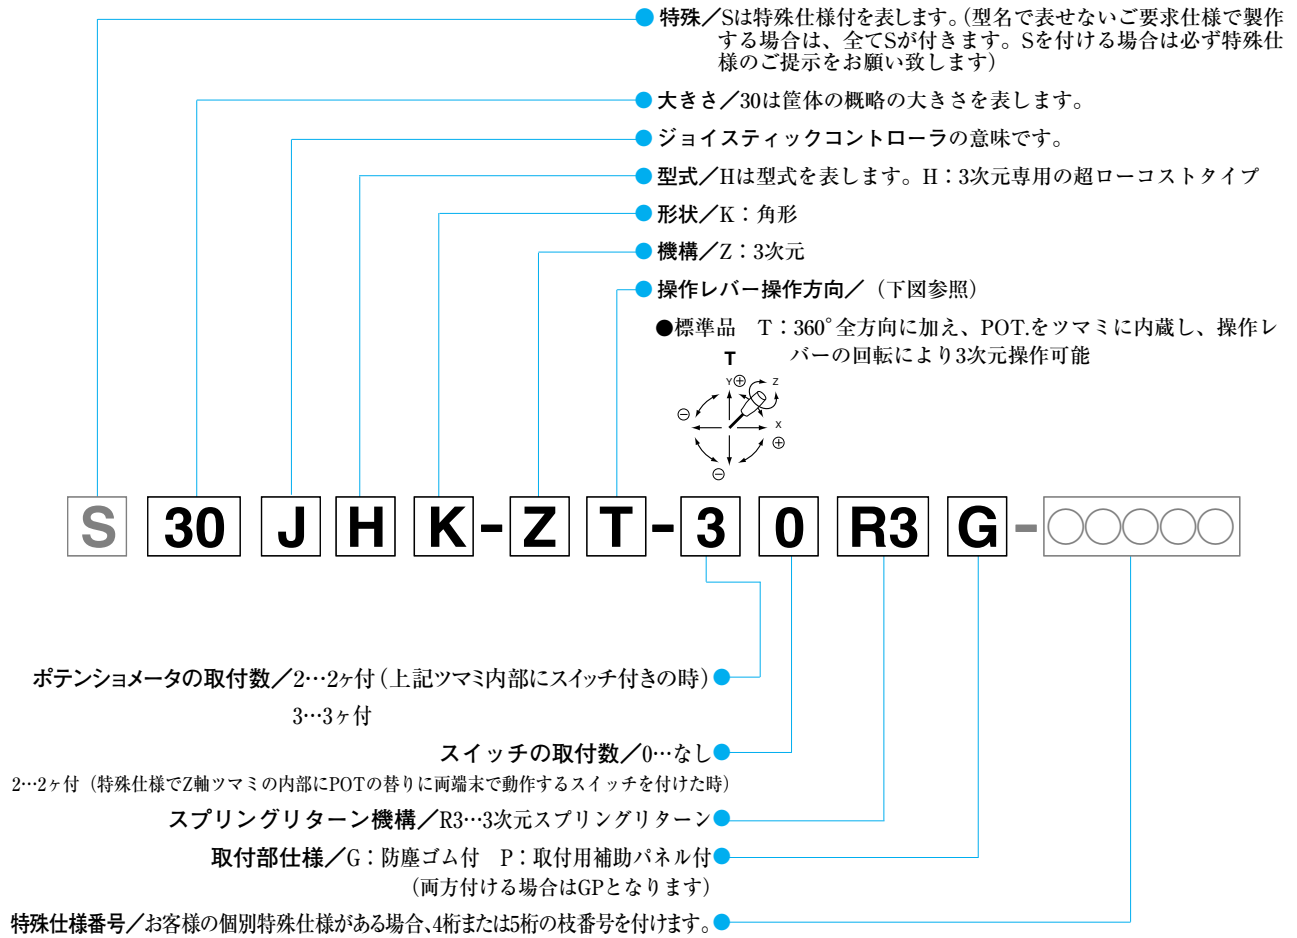 特殊／Sは特殊仕様付を表します。（型名で表せないご要求仕様で製作
する場合は、全てSが付きます。Sを付ける場合は必ず特殊仕
様のご提示をお願い致します）
大きさ／30は筐体の概略の大きさを表します。
ジョイスティックコントローラの意味です。
型式／Hは型式を表します。H：3次元専用の超ローコストタイプ
形状／K：角形
機構／Z：3次元
操作レバー操作方向／（下図参照）
●標準品　T：360°全方向に加え、POT.をツマミに内蔵し、操作レ
バーの回転により3次元操作可能
T
Y⊕ Z
⊖
X
⊕
⊖
S 30 J H K-Z T-3 0 R3 G-○○○○○
ポテンショメータの取付数／2…2ヶ付（上記ツマミ内部にスイッチ付きの時）
3…3ヶ付
スイッチの取付数／0…なし
2…2ヶ付（特殊仕様でZ軸ツマミの内部にPOTの替りに両端末で動作するスイッチを付けた時）
スプリングリターン機構／R3…3次元スプリングリターン
取付部仕様／G：防塵ゴム付　P：取付用補助パネル付
（両方付ける場合はGPとなります）
特殊仕様番号／お客様の個別特殊仕様がある場合、4桁または5桁の枝番号を付けます。